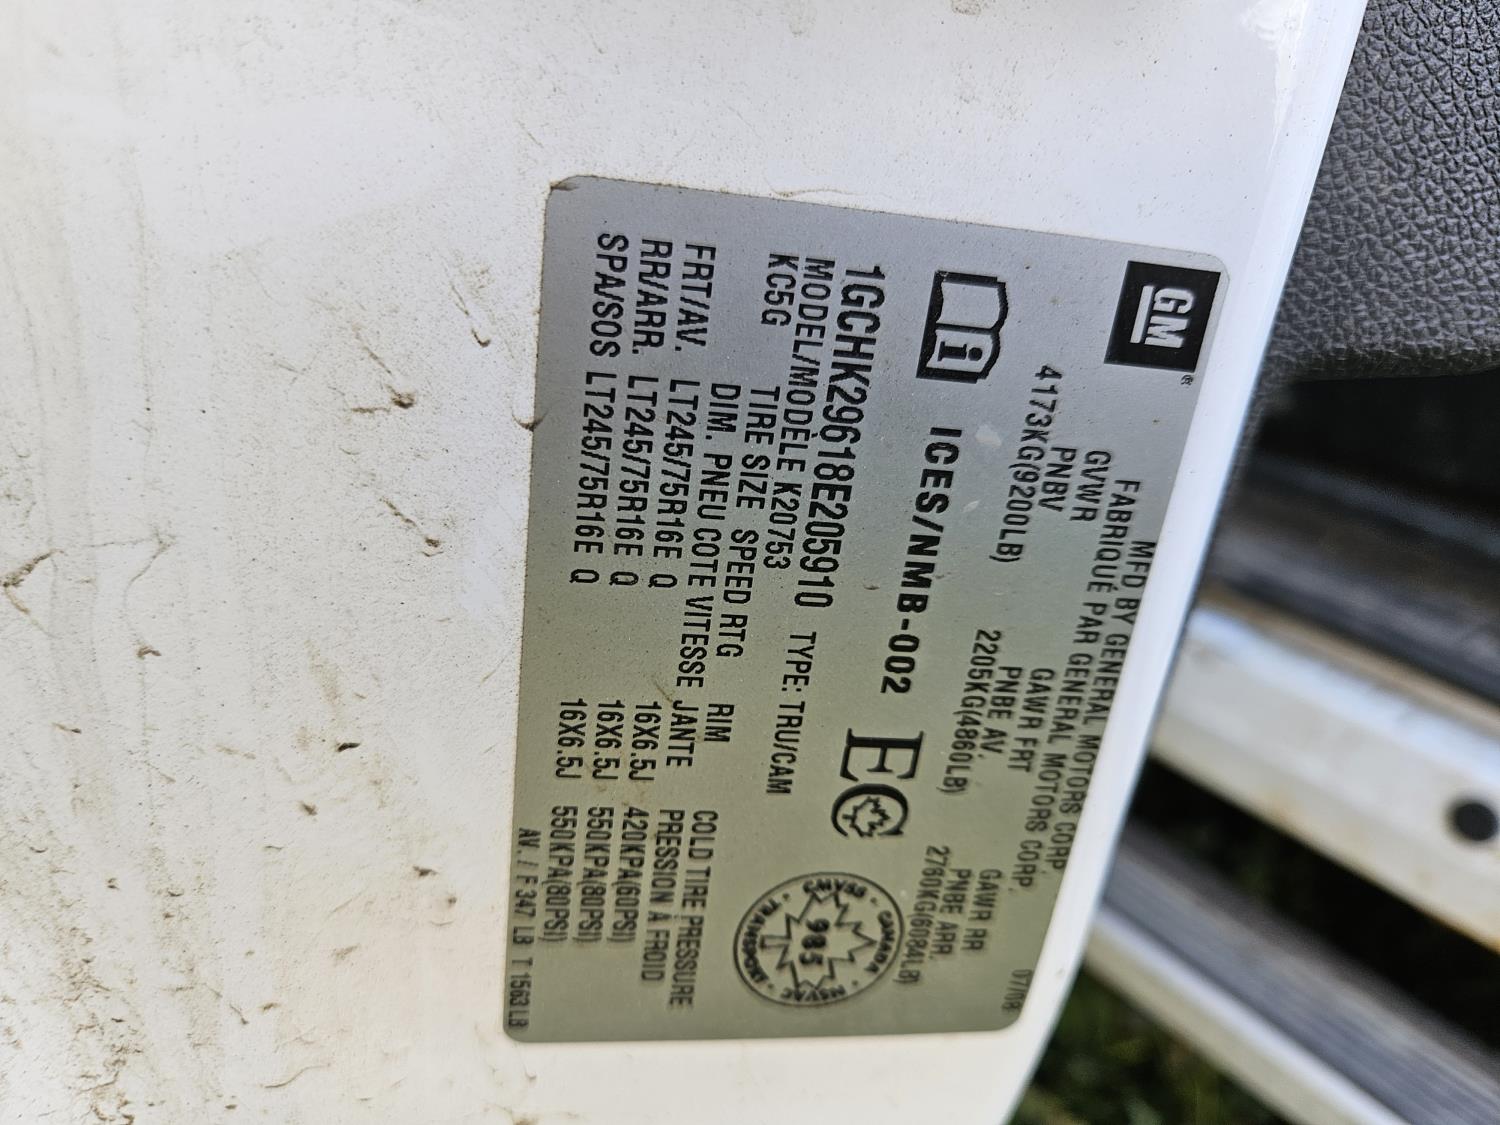 GM®
MFD BY GENERAL MOTORS CORP 07/08
FABRIQUÉ PAR GENERAL MOTORS CORP.
GVWR GAWR FRT GAWR RR
PNBV PNBE AV. PNBE ARR.
4173KG(9200LB) 2205KG(4860LB) 2760KG(6084LB)
i ICES/NMB-002 EC
CMVSS · CANADA · NSVAC · TRANSPORT ·
985
1GCHK29618E205910 TYPE: TRU/CAM
MODEL/MODÈLE K20753
KC5G TIRE SIZE SPEED RTG RIM COLD TIRE PRESSURE
DIM. PNEU COTE VITESSE JANTE PRESSION À FROID
FRT/AV. LT245/75R16E Q 16X6.5J 420KPA(60PSI)
RR/ARR. LT245/75R16E Q 16X6.5J 550KPA(80PSI)
SPA/SOS LT245/75R16E Q 16X6.5J 550KPA(80PSI)
AV. / F 347 LB T 1563 LB